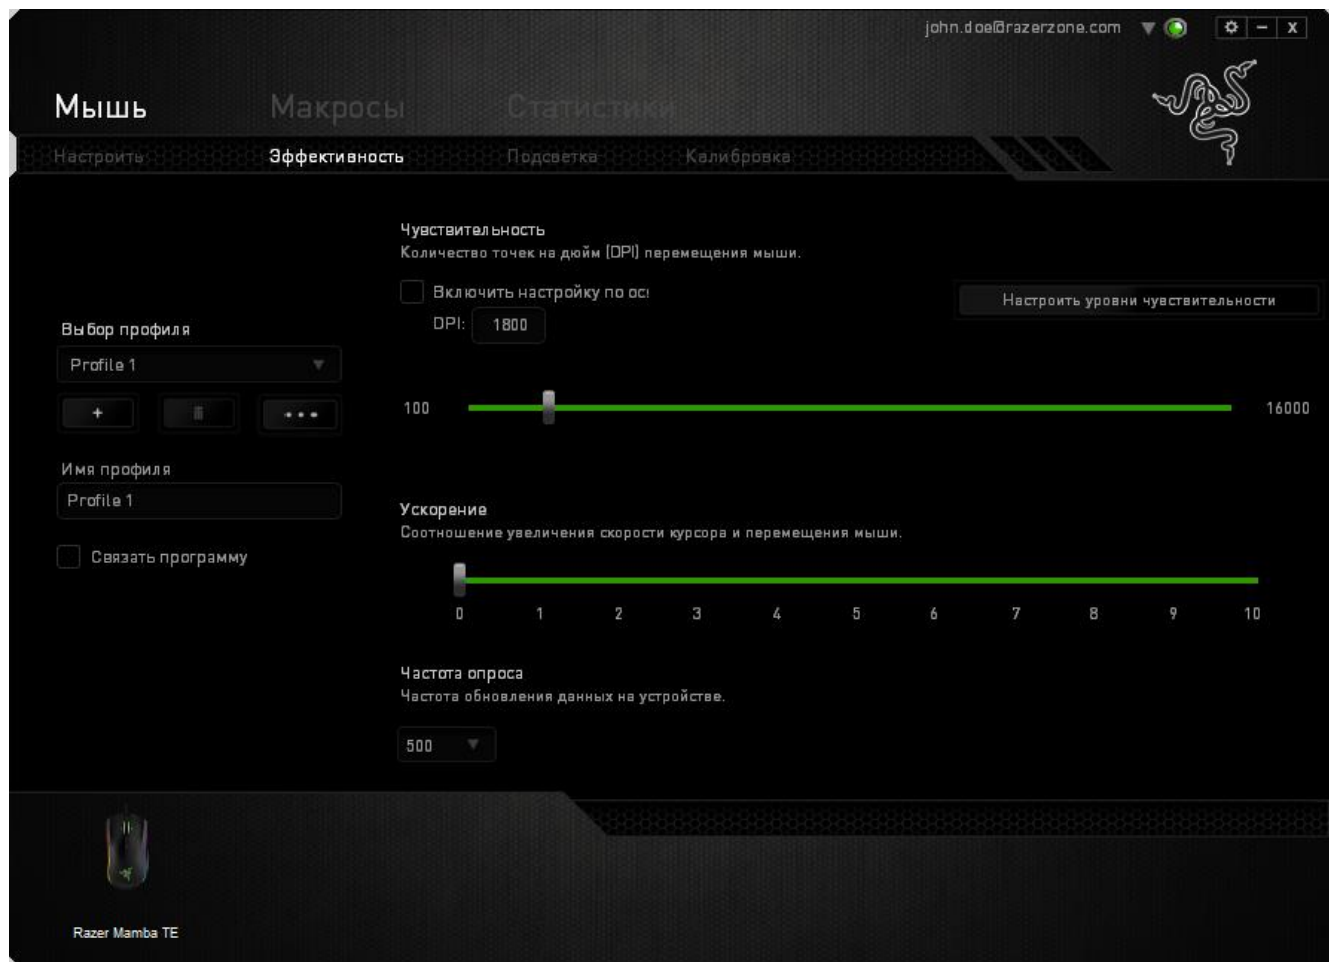 john.doe@razerzone.com
Мышь Макросы Статистики
Настроить Эффективность Подсветка Калибровка
Чувствительность
Количество точек на дюйм (DPI) перемещения мыши.
Включить настройку по ос
Настроить уровни чувствительности
DPI: 1800
Выбор профиля
Profile 1
100 16000
Имя профиля
Profile 1
Связать программу
Ускорение
Соотношение увеличения скорости курсора и перемещения мыши.
0 1 2 3 4 5 6 7 8 9 10
Частота опроса
Частота обновления данных на устройстве.
500
Razer Mamba TE